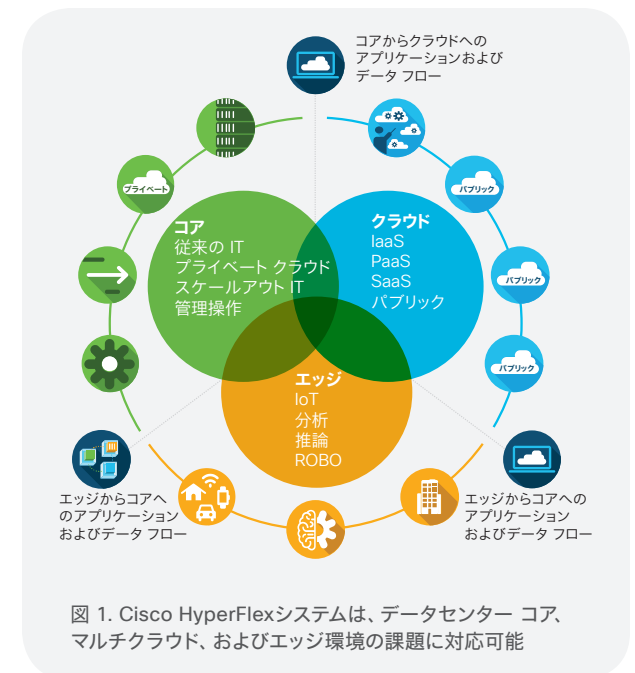 コアからクラウドへの
アプリケーションおよび
データ フロー
プライベート
パブリック
パブリック
パブリック
コア
従来の IT
プライベート クラウド
スケールアウト IT
管理操作
クラウド
IaaS
PaaS
SaaS
パブリック
エッジ
IoT
分析
推論
ROBO
エッジからコアへ
のアプリケーション
およびデータ フロー
エッジからコアへの
アプリケーション
およびデータ フロー
図 1. Cisco HyperFlexシステムは、データセンター コア、
マルチクラウド、およびエッジ環境の課題に対応可能